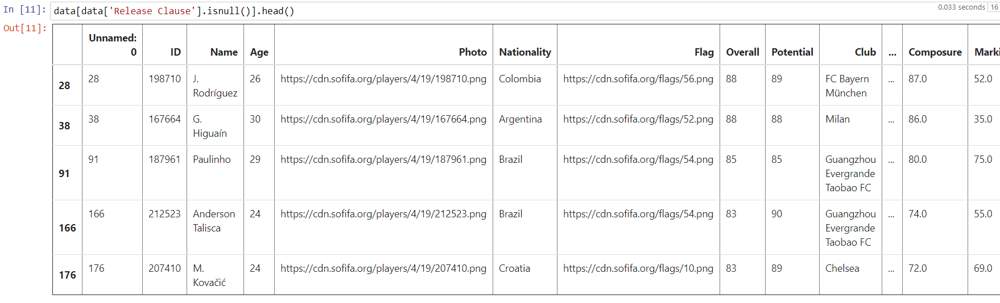 In [11]: data[data['Release Clause'].isnull()].head() 0.033 seconds 16
Out[11]:
Unnamed:
0 ID Name Age Photo Nationality Flag Overall Potential Club ... Composure Marki
28 28 198710 J. 26 https://cdn.sofifa.org/players/4/19/198710.png Colombia https://cdn.sofifa.org/flags/56.png 88 89 FC Bayern ... 87.0 52.0
Rodríguez München
38 38 167664 G. 30 https://cdn.sofifa.org/players/4/19/167664.png Argentina https://cdn.sofifa.org/flags/52.png 88 88 Milan ... 86.0 35.0
Higuaín
91 91 187961 Paulinho 29 https://cdn.sofifa.org/players/4/19/187961.png Brazil https://cdn.sofifa.org/flags/54.png 85 85 Guangzhou ... 80.0 75.0
Evergrande
Taobao FC
166 166 212523 Anderson 24 https://cdn.sofifa.org/players/4/19/212523.png Brazil https://cdn.sofifa.org/flags/54.png 83 90 Guangzhou ... 74.0 55.0
Talisca Evergrande
Taobao FC
176 176 207410 M. 24 https://cdn.sofifa.org/players/4/19/207410.png Croatia https://cdn.sofifa.org/flags/10.png 83 89 Chelsea ... 72.0 69.0
Kovačić